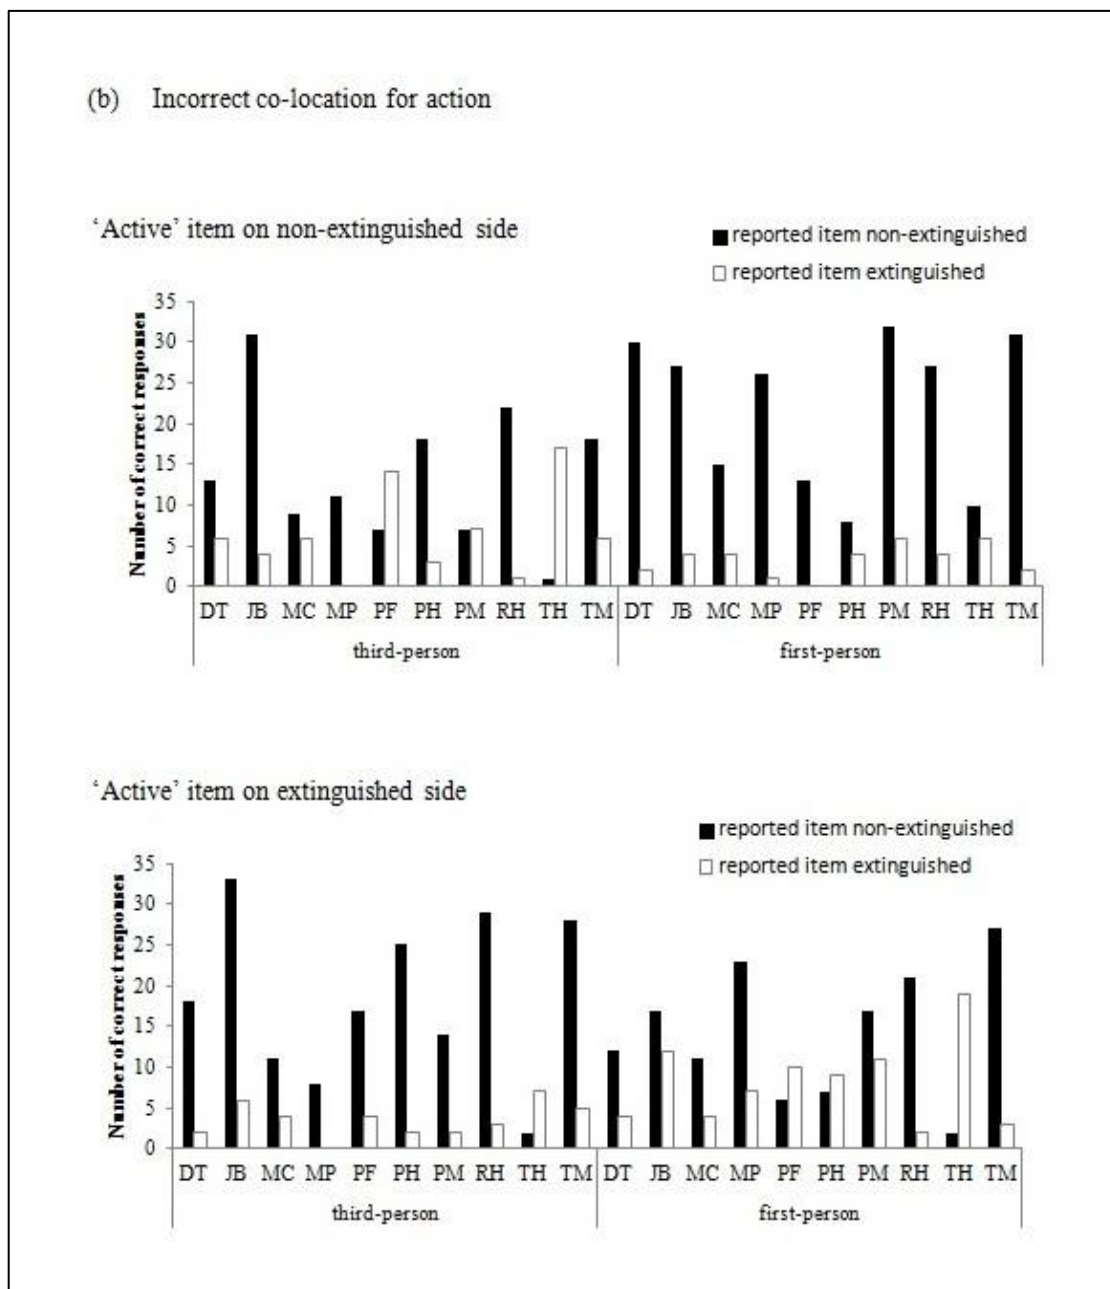 (b) Incorrect co-location for action
‘Active’ item on non-extinguished side
reported item non-extinguished
reported item extinguished
Number of correct responses
35
30
25
20
15
10
5
0
DT JB MC MP PF PH PM RH TH TM DT JB MC MP PF PH PM RH TH TM
third-person first-person
‘Active’ item on extinguished side
reported item non-extinguished
reported item extinguished
Number of correct responses
35
30
25
20
15
10
5
0
DT JB MC MP PF PH PM RH TH TM DT JB MC MP PF PH PM RH TH TM
third-person first-person